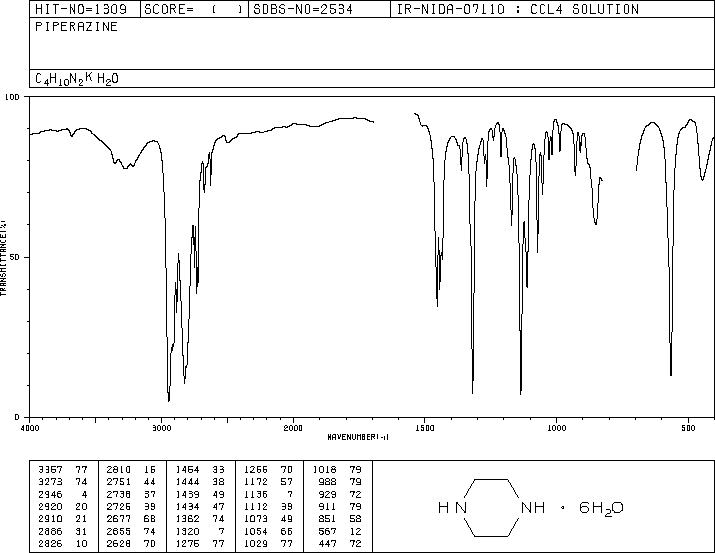 HIT-NO=1309 SCORE= ( ) SDBS-NO=2534 IR-NIDA-07110 : CCL4 SOLUTION
PIPERAZINE
C4H10N2K H2O
100
50
0
TRANSMITTANCE(%)
4000 3000 2000 1500 1000 500
WAVENUMBER(-1)
3367 77 2810 15 1454 33 1266 70 1018 79
3273 74 2751 44 1444 38 1172 57 988 79
2946 4 2738 37 1439 49 1136 7 929 72
2920 20 2726 39 1434 47 1112 39 911 79
2910 21 2677 68 1362 74 1073 49 851 58
2886 31 2655 74 1320 7 1054 66 567 12
2826 10 2628 70 1275 77 1029 77 447 72
HN NH · 6H2O